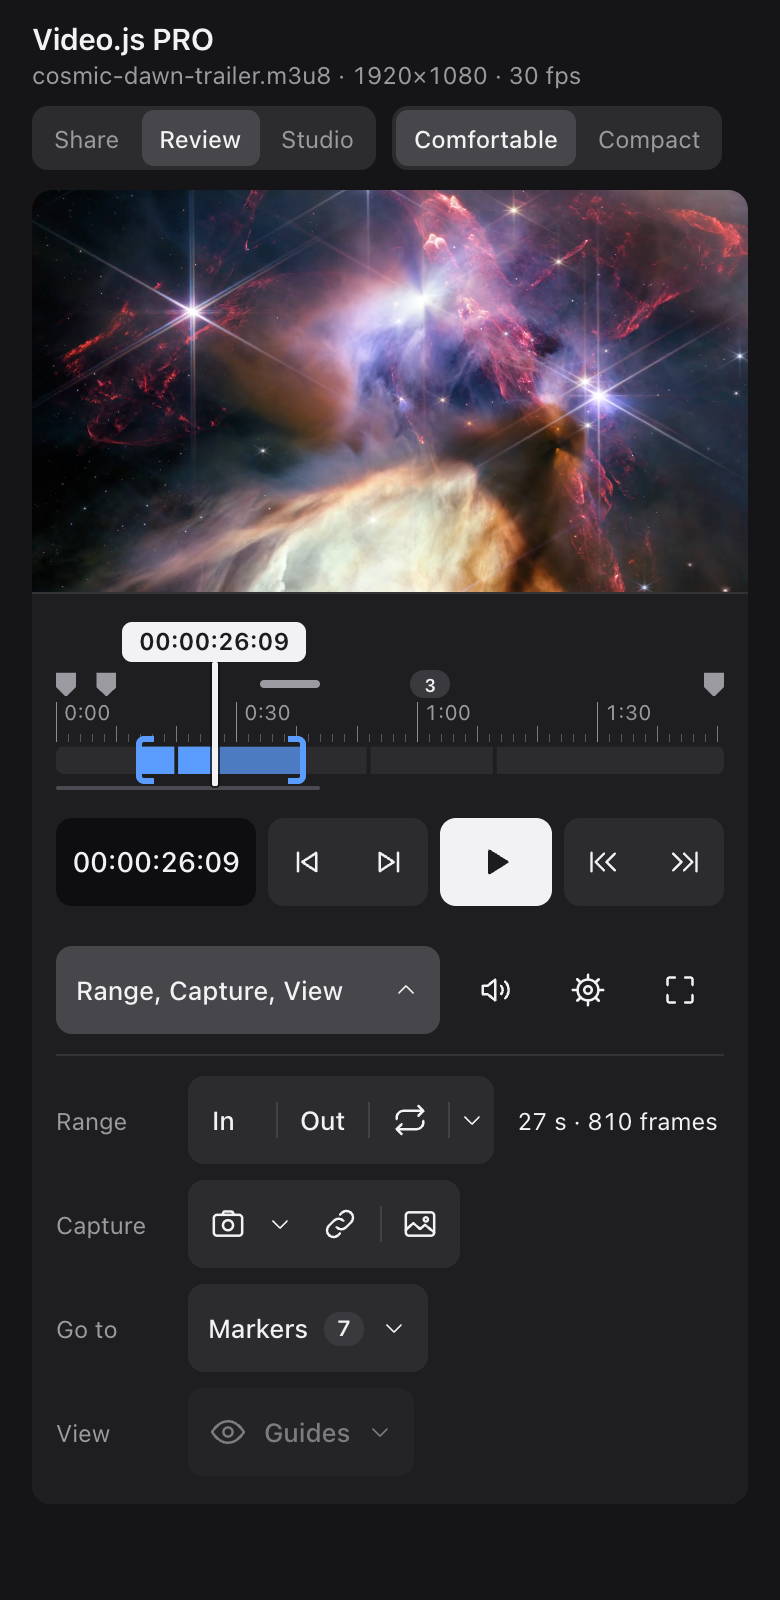 Video.js PRO
cosmic-dawn-trailer.m3u8 · 1920×1080 · 30 fps
Share Review Studio Comfortable Compact
00:00:26:09
3
0:00 0:30 1:00 1:30
00:00:26:09
Range, Capture, View
Range In Out 27 s · 810 frames
Capture
Go to Markers 7
View Guides